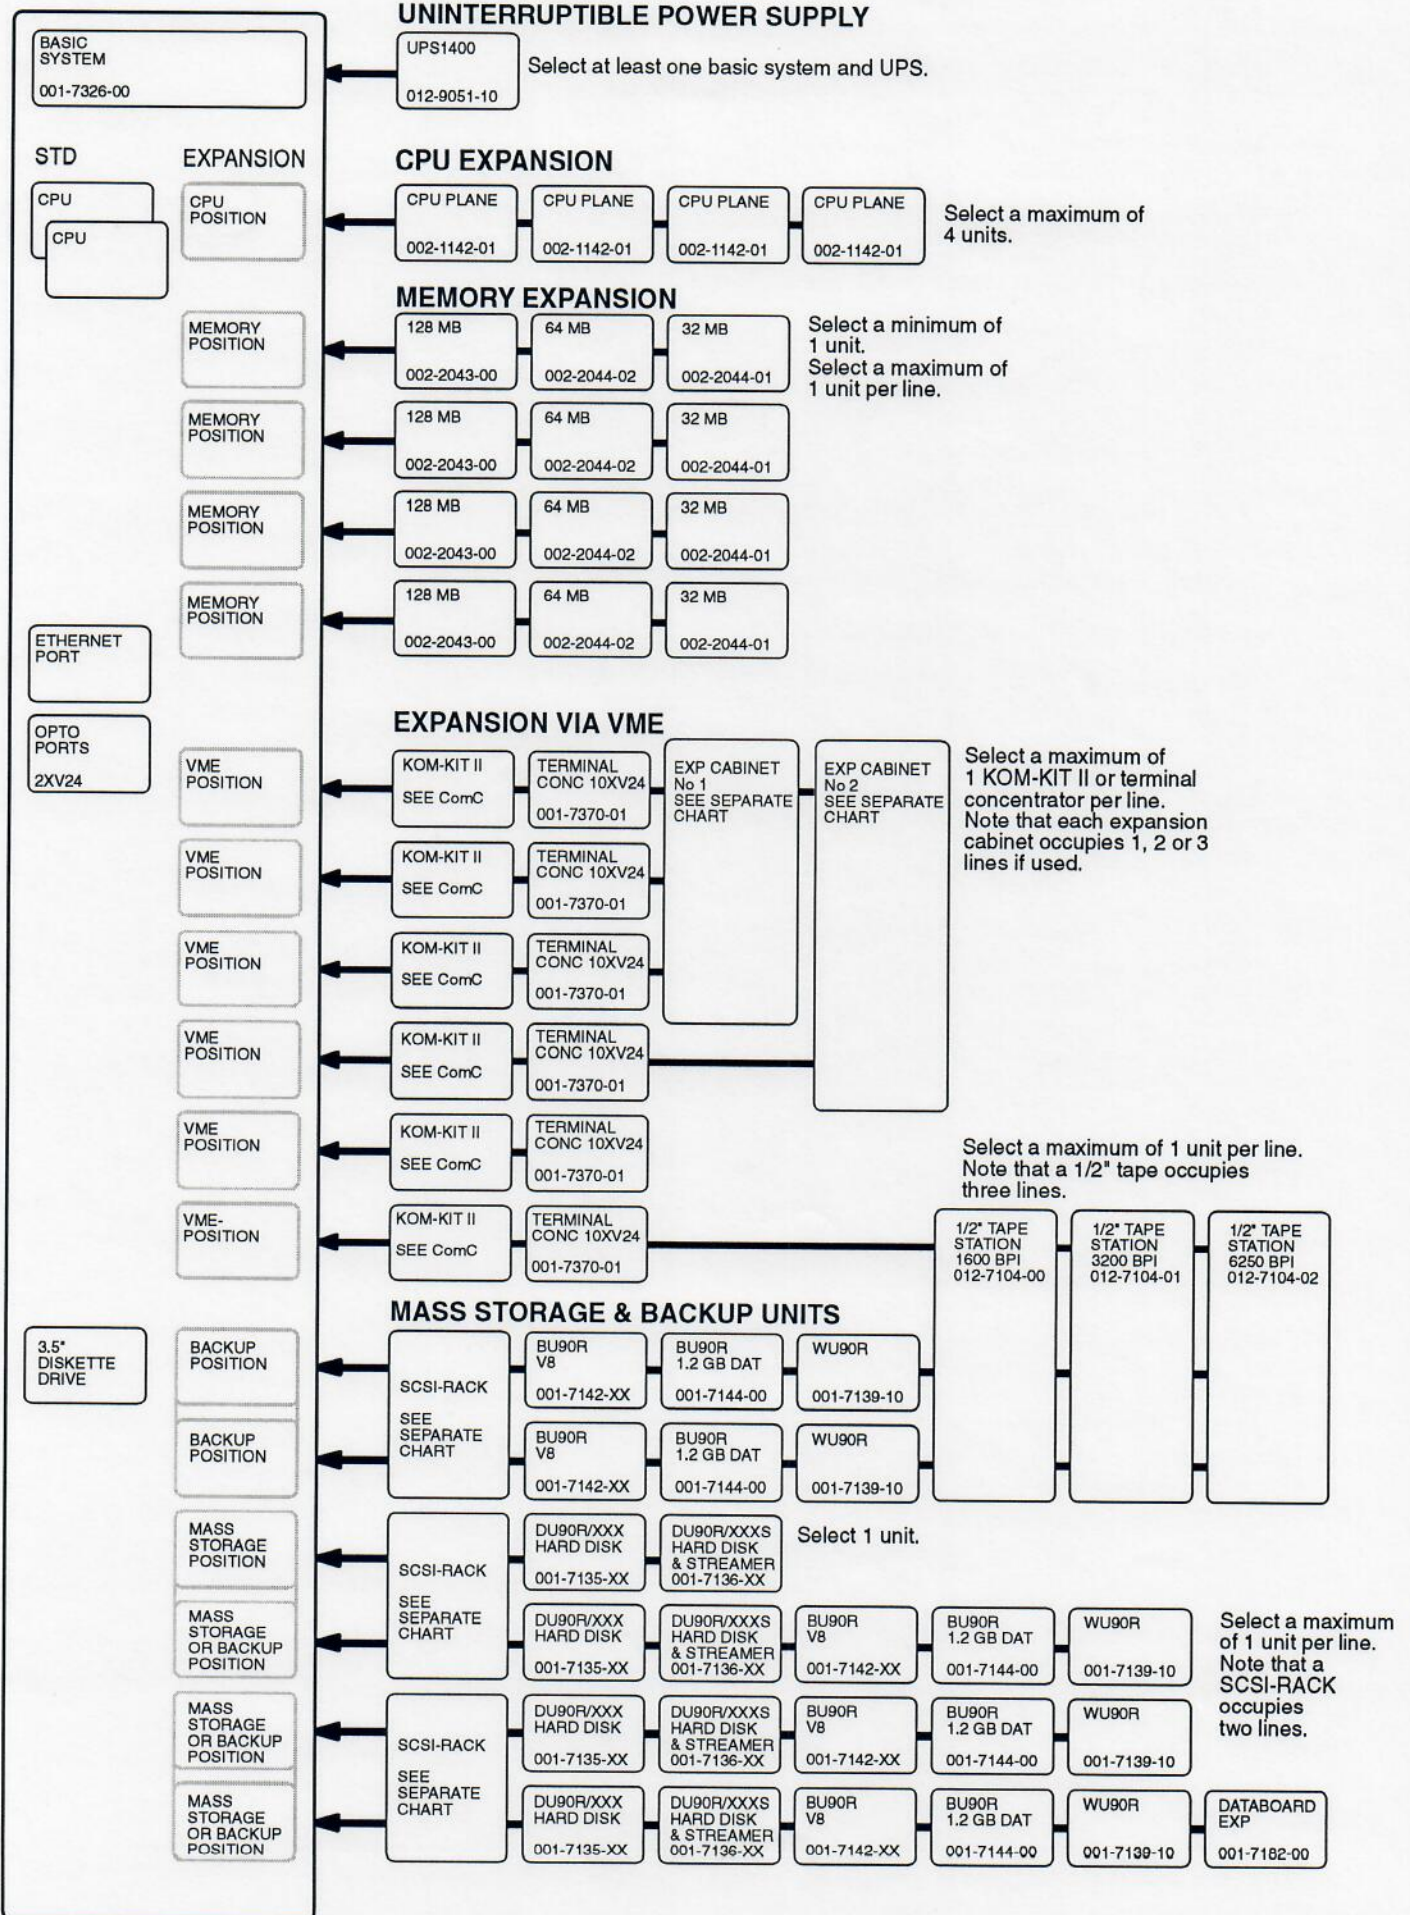 UNINTERRUPTIBLE POWER SUPPLY
BASIC
SYSTEM
001-7326-00
UPS1400
012-9051-10
Select at least one basic system and UPS.
STD
EXPANSION
CPU EXPANSION
CPU
CPU
CPU
POSITION
CPU PLANE
002-1142-01
CPU PLANE
002-1142-01
CPU PLANE
002-1142-01
CPU PLANE
002-1142-01
Select a maximum of
4 units.
MEMORY EXPANSION
MEMORY
POSITION
128 MB
002-2043-00
64 MB
002-2044-02
32 MB
002-2044-01
Select a minimum of
1 unit.
Select a maximum of
1 unit per line.
MEMORY
POSITION
128 MB
002-2043-00
64 MB
002-2044-02
32 MB
002-2044-01
MEMORY
POSITION
128 MB
002-2043-00
64 MB
002-2044-02
32 MB
002-2044-01
MEMORY
POSITION
128 MB
002-2043-00
64 MB
002-2044-02
32 MB
002-2044-01
ETHERNET
PORT
OPTO
PORTS
2XV24
EXPANSION VIA VME
VME
POSITION
KOM-KIT II
SEE ComC
TERMINAL
CONC 10XV24
001-7370-01
EXP CABINET
No 1
SEE SEPARATE
CHART
EXP CABINET
No 2
SEE SEPARATE
CHART
Select a maximum of
1 KOM-KIT II or terminal
concentrator per line.
Note that each expansion
cabinet occupies 1, 2 or 3
lines if used.
VME
POSITION
KOM-KIT II
SEE ComC
TERMINAL
CONC 10XV24
001-7370-01
VME
POSITION
KOM-KIT II
SEE ComC
TERMINAL
CONC 10XV24
001-7370-01
VME
POSITION
KOM-KIT II
SEE ComC
TERMINAL
CONC 10XV24
001-7370-01
VME
POSITION
KOM-KIT II
SEE ComC
TERMINAL
CONC 10XV24
001-7370-01
Select a maximum of 1 unit per line.
Note that a 1/2" tape occupies
three lines.
VME-
POSITION
KOM-KIT II
SEE ComC
TERMINAL
CONC 10XV24
001-7370-01
1/2" TAPE
STATION
1600 BPI
012-7104-00
1/2" TAPE
STATION
3200 BPI
012-7104-01
1/2" TAPE
STATION
6250 BPI
012-7104-02
MASS STORAGE & BACKUP UNITS
3.5"
DISKETTE
DRIVE
BACKUP
POSITION
SCSI-RACK
SEE
SEPARATE
CHART
BU90R
V8
001-7142-XX
BU90R
1.2 GB DAT
001-7144-00
WU90R
001-7139-10
BACKUP
POSITION
BU90R
V8
001-7142-XX
BU90R
1.2 GB DAT
001-7144-00
WU90R
001-7139-10
MASS
STORAGE
POSITION
SCSI-RACK
SEE
SEPARATE
CHART
DU90R/XXX
HARD DISK
001-7135-XX
DU90R/XXXS
HARD DISK
& STREAMER
001-7136-XX
Select 1 unit.
MASS
STORAGE
OR BACKUP
POSITION
DU90R/XXX
HARD DISK
001-7135-XX
DU90R/XXXS
HARD DISK
& STREAMER
001-7136-XX
BU90R
V8
001-7142-XX
BU90R
1.2 GB DAT
001-7144-00
WU90R
001-7139-10
Select a maximum
of 1 unit per line.
Note that a
SCSI-RACK
occupies
two lines.
MASS
STORAGE
OR BACKUP
POSITION
SCSI-RACK
SEE
SEPARATE
CHART
DU90R/XXX
HARD DISK
001-7135-XX
DU90R/XXXS
HARD DISK
& STREAMER
001-7136-XX
BU90R
V8
001-7142-XX
BU90R
1.2 GB DAT
001-7144-00
WU90R
001-7139-10
MASS
STORAGE
OR BACKUP
POSITION
DU90R/XXX
HARD DISK
001-7135-XX
DU90R/XXXS
HARD DISK
& STREAMER
001-7136-XX
BU90R
V8
001-7142-XX
BU90R
1.2 GB DAT
001-7144-00
WU90R
001-7139-10
DATABOARD
EXP
001-7182-00